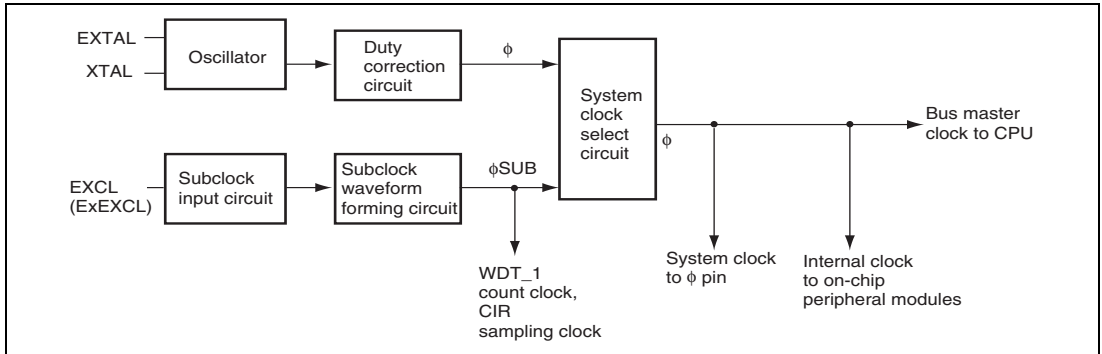 EXTAL
XTAL
Oscillator
Duty
correction
circuit
ϕ
System
clock
select
circuit
ϕ
Bus master
clock to CPU
EXCL
(ExEXCL)
Subclock
input circuit
Subclock
waveform
forming circuit
ϕSUB
WDT_1
count clock,
CIR
sampling clock
System clock
to ϕ pin
Internal clock
to on-chip
peripheral modules